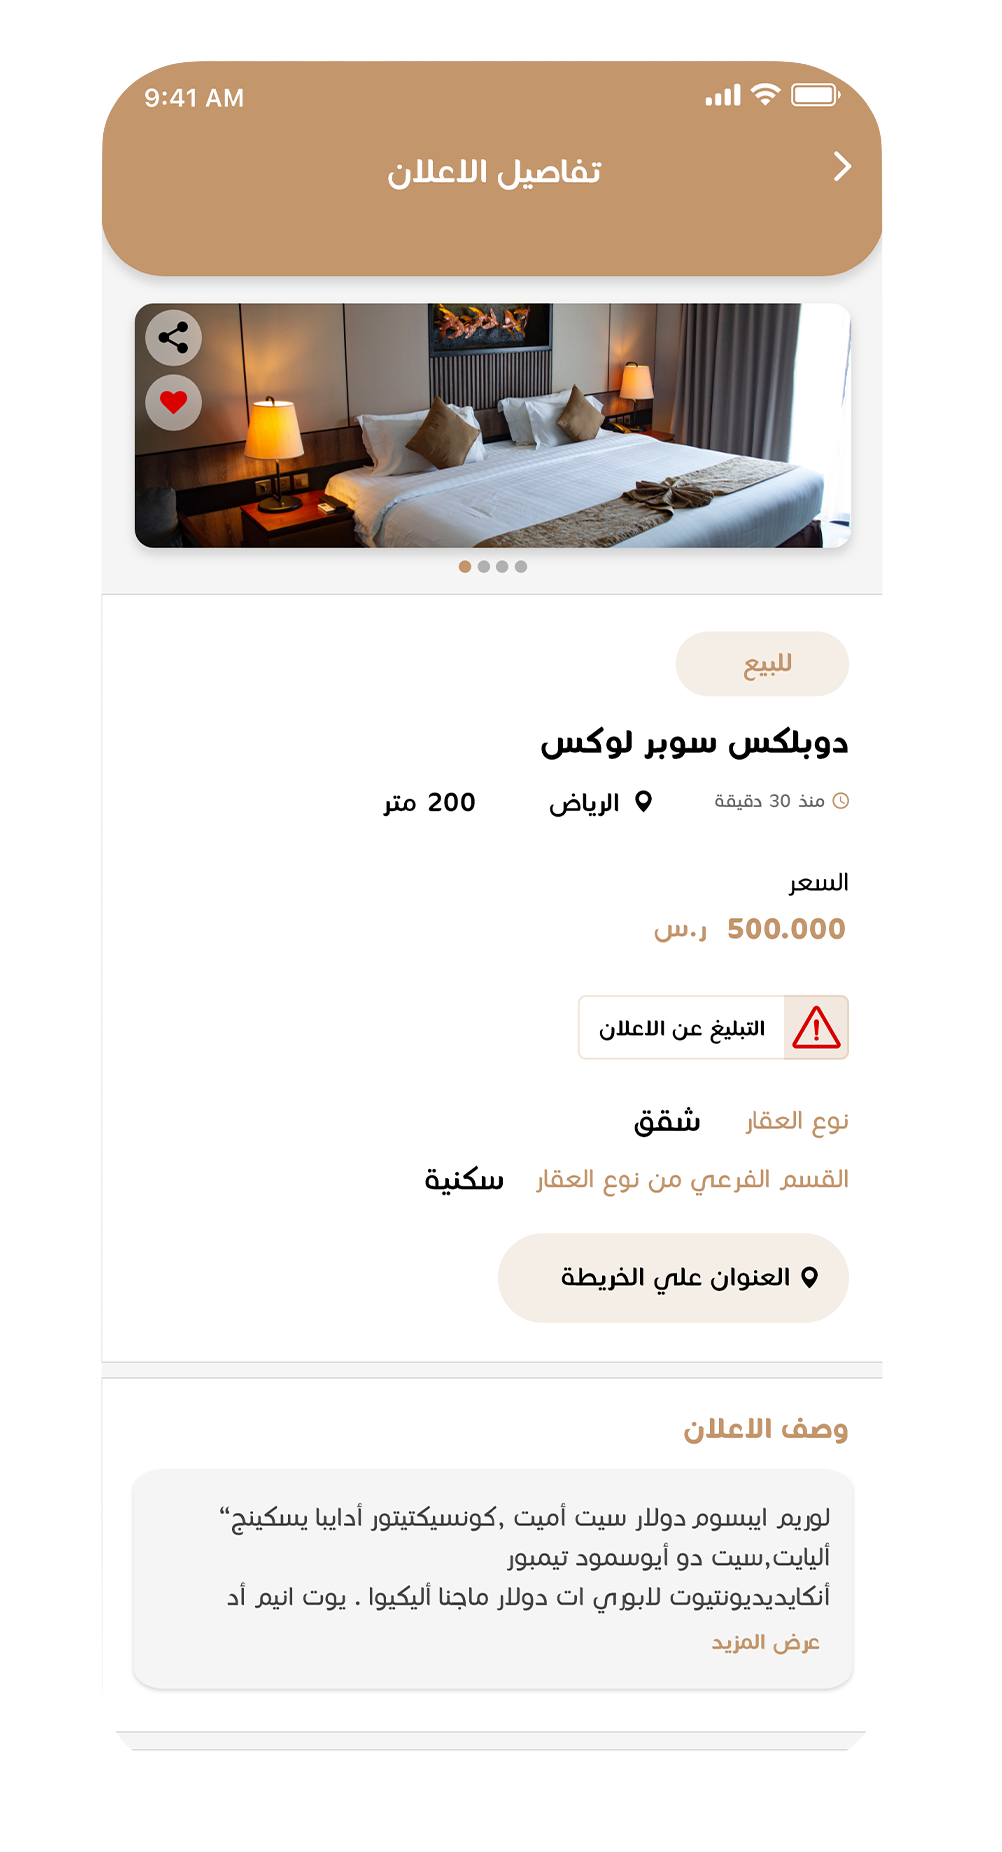 9:41 AM
تفاصيل الاعلان
للبيع
دوبلكس سوبر لوكس
منذ 30 دقيقة
الرياض
200 متر
السعر
500.000 ر.س
التبليغ عن الاعلان
نوع العقار شقق
القسم الفرعي من نوع العقار سكنية
العنوان علي الخريطة
وصف الاعلان
لوريم ايبسوم دولار سيت أميت ,كونسيكتيتور أدايبا يسكينج“
أليايت,سيت دو أيوسمود تيمبور
أنكايديديونتيوت لابوري ات دولار ماجنا أليكيوا . يوت انيم أد
عرض المزيد